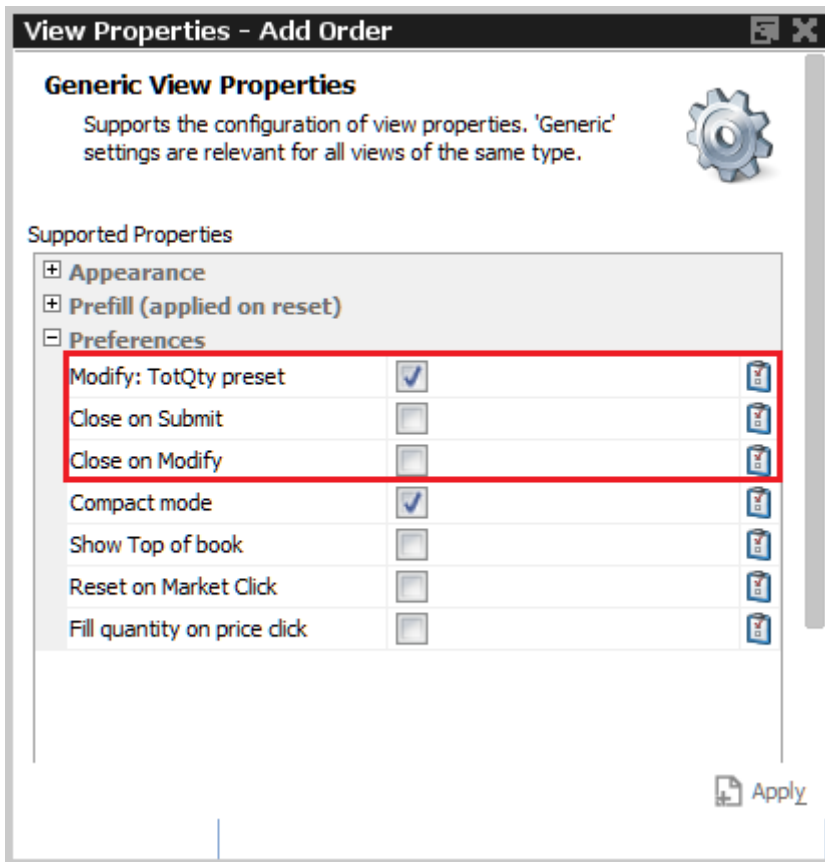 View Properties - Add Order
Generic View Properties
Supports the configuration of view properties. 'Generic'
settings are relevant for all views of the same type.
Supported Properties
Appearance
Prefill (applied on reset)
Preferences
Modify: TotQty preset
Close on Submit
Close on Modify
Compact mode
Show Top of book
Reset on Market Click
Fill quantity on price click
Apply